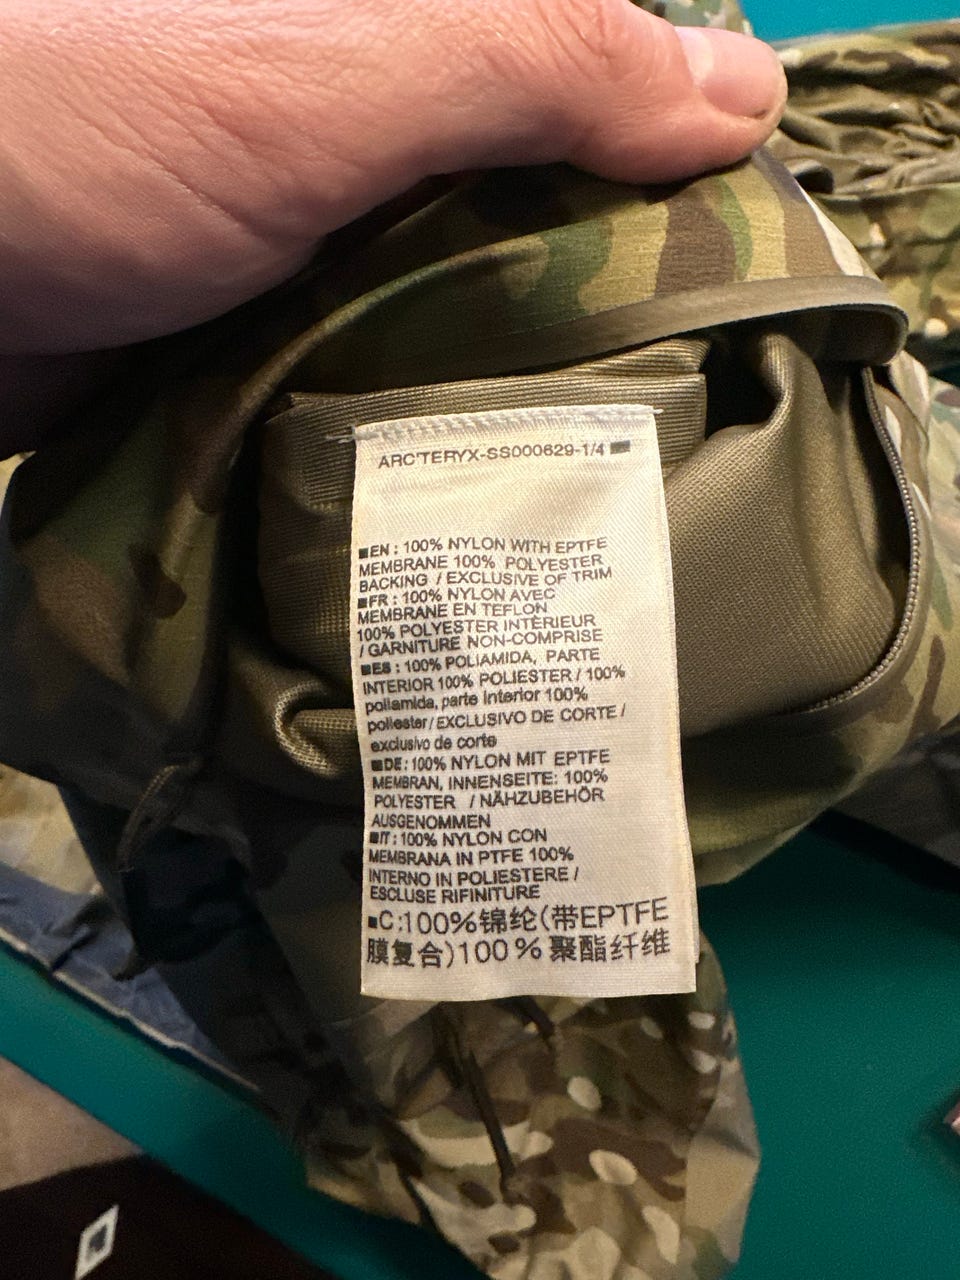 ARC'TERYX-SS000629-1/4
■EN : 100% NYLON WITH EPTFE
MEMBRANE 100% POLYESTER
BACKING / EXCLUSIVE OF TRIM
■FR : 100% NYLON AVEC
MEMBRANE EN TEFLON
100% POLYESTER INTÈRIEUR
/ GARNITURE NON-COMPRISE
■ES : 100% POLIAMIDA, PARTE
INTERIOR 100% POLIESTER / 100%
poliamida, parte interior 100%
poliester / EXCLUSIVO DE CORTE /
exclusivo de corte
■DE : 100% NYLON MIT EPTFE
MEMBRAN, INNENSEITE: 100%
POLYESTER / NÄHZUBEHÖR
AUSGENOMMEN
■IT : 100% NYLON CON
MEMBRANA IN PTFE 100%
INTERNO IN POLIESTERE /
ESCLUSE RIFINITURE
■C:100%锦纶(带EPTFE
膜复合)100%聚酯纤维